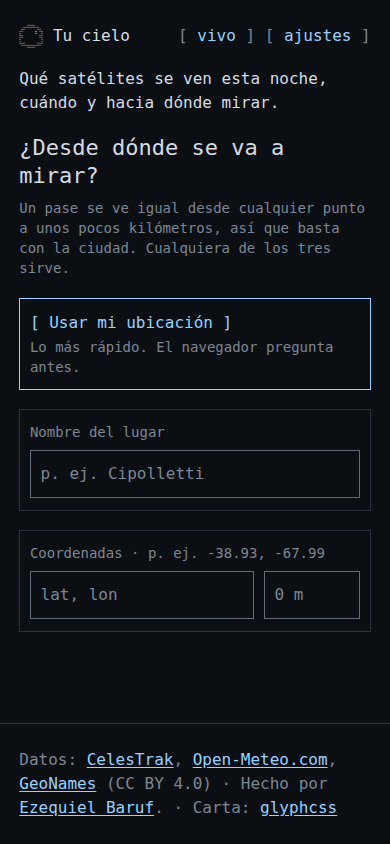 Tu cielo [ vivo ] [ ajustes ]
Qué satélites se ven esta noche,
cuándo y hacia dónde mirar.
¿Desde dónde se va a
mirar?
Un pase se ve igual desde cualquier punto
a unos pocos kilómetros, así que basta
con la ciudad. Cualquiera de los tres
sirve.
[ Usar mi ubicación ]
Lo más rápido. El navegador pregunta
antes.
Nombre del lugar
p. ej. Cipolletti
Coordenadas · p. ej. -38.93, -67.99
lat, lon 0 m
Datos: CelesTrak, Open-Meteo.com,
GeoNames (CC BY 4.0) · Hecho por
Ezequiel Baruf. · Carta: glyphcss